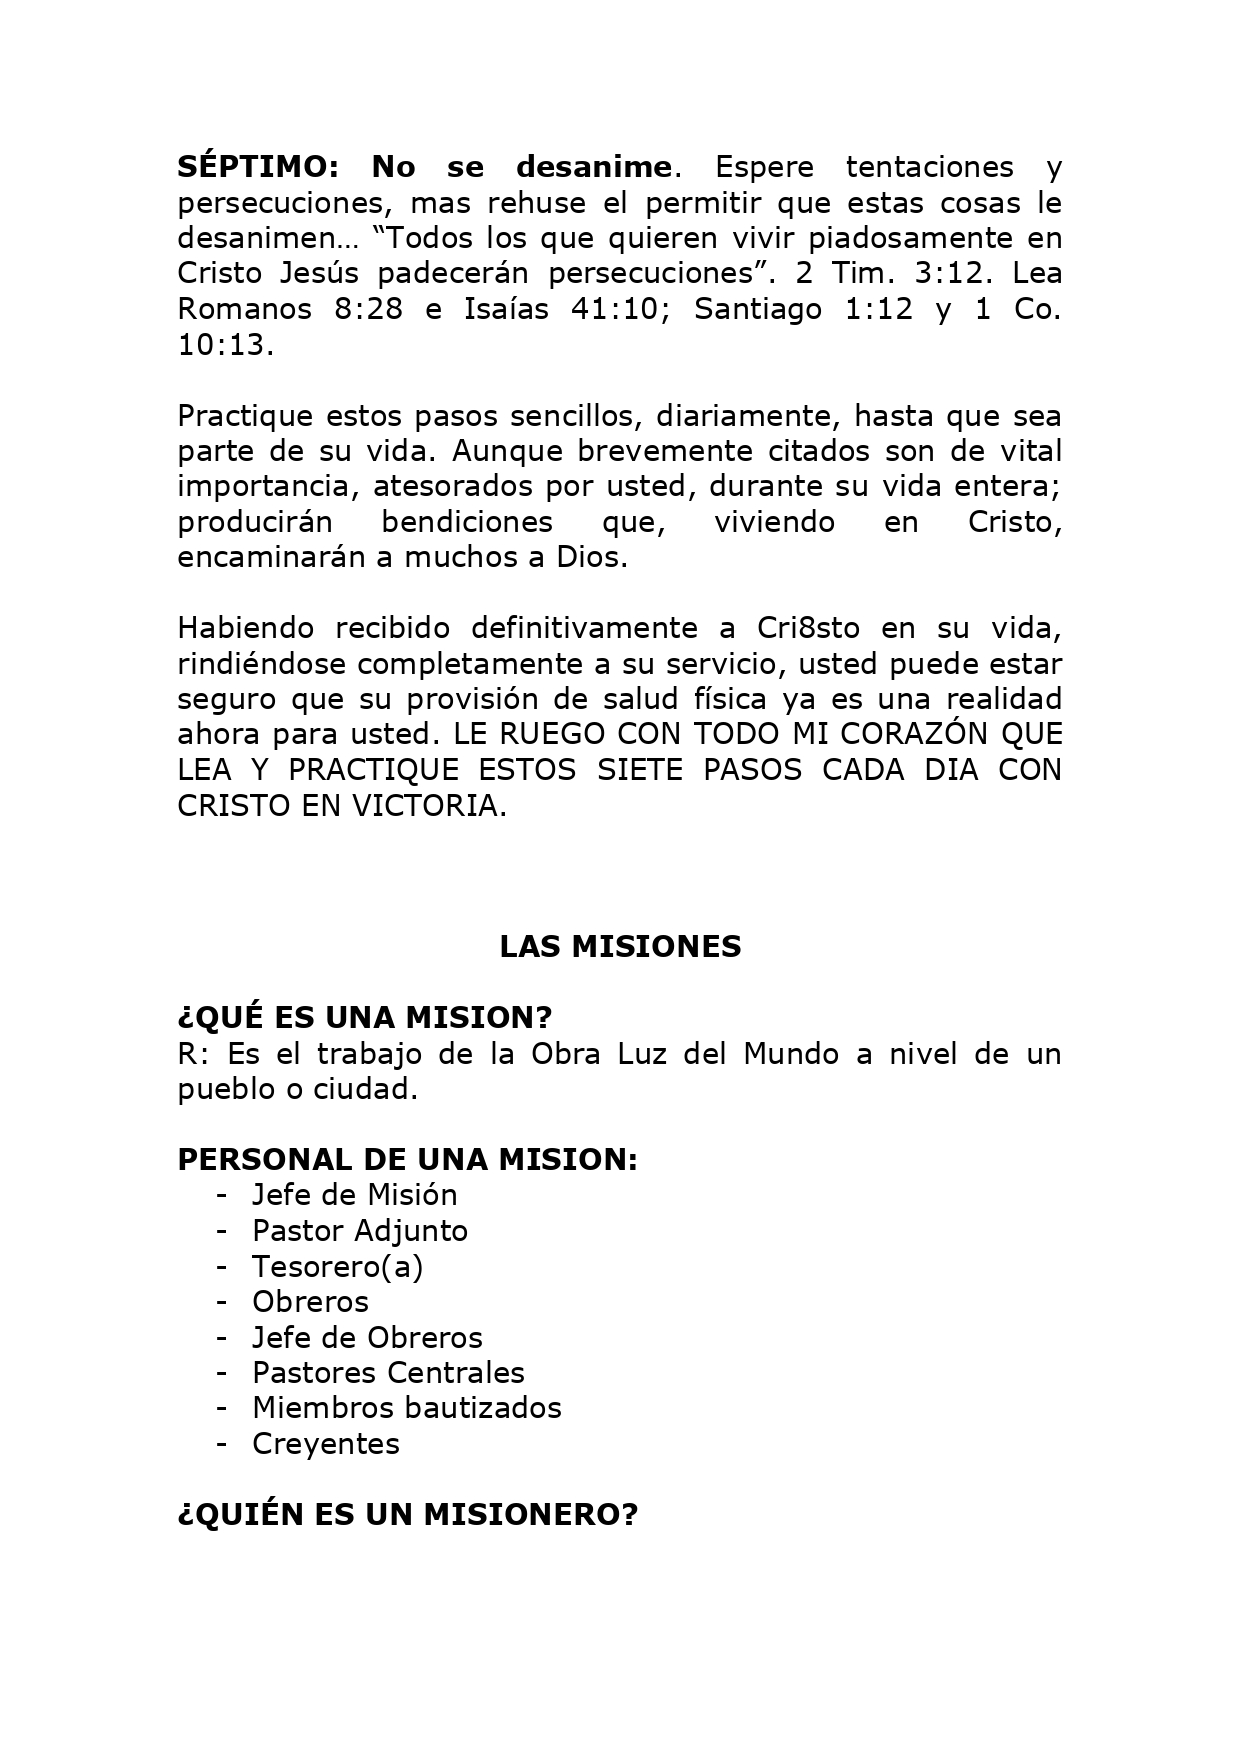 SÉPTIMO: No se desanime. Espere tentaciones y
persecuciones, mas rehuse el permitir que estas cosas le
desanimen… “Todos los que quieren vivir piadosamente en
Cristo Jesús padecerán persecuciones”. 2 Tim. 3:12. Lea
Romanos 8:28 e Isaías 41:10; Santiago 1:12 y 1 Co.
10:13.
Practique estos pasos sencillos, diariamente, hasta que sea
parte de su vida. Aunque brevemente citados son de vital
importancia, atesorados por usted, durante su vida entera;
producirán bendiciones que, viviendo en Cristo,
encaminarán a muchos a Dios.
Habiendo recibido definitivamente a Cri8sto en su vida,
rindiéndose completamente a su servicio, usted puede estar
seguro que su provisión de salud física ya es una realidad
ahora para usted. LE RUEGO CON TODO MI CORAZÓN QUE
LEA Y PRACTIQUE ESTOS SIETE PASOS CADA DIA CON
CRISTO EN VICTORIA.
LAS MISIONES
¿QUÉ ES UNA MISION?
R: Es el trabajo de la Obra Luz del Mundo a nivel de un
pueblo o ciudad.
PERSONAL DE UNA MISION:
- Jefe de Misión
- Pastor Adjunto
- Tesorero(a)
- Obreros
- Jefe de Obreros
- Pastores Centrales
- Miembros bautizados
- Creyentes
¿QUIÉN ES UN MISIONERO?